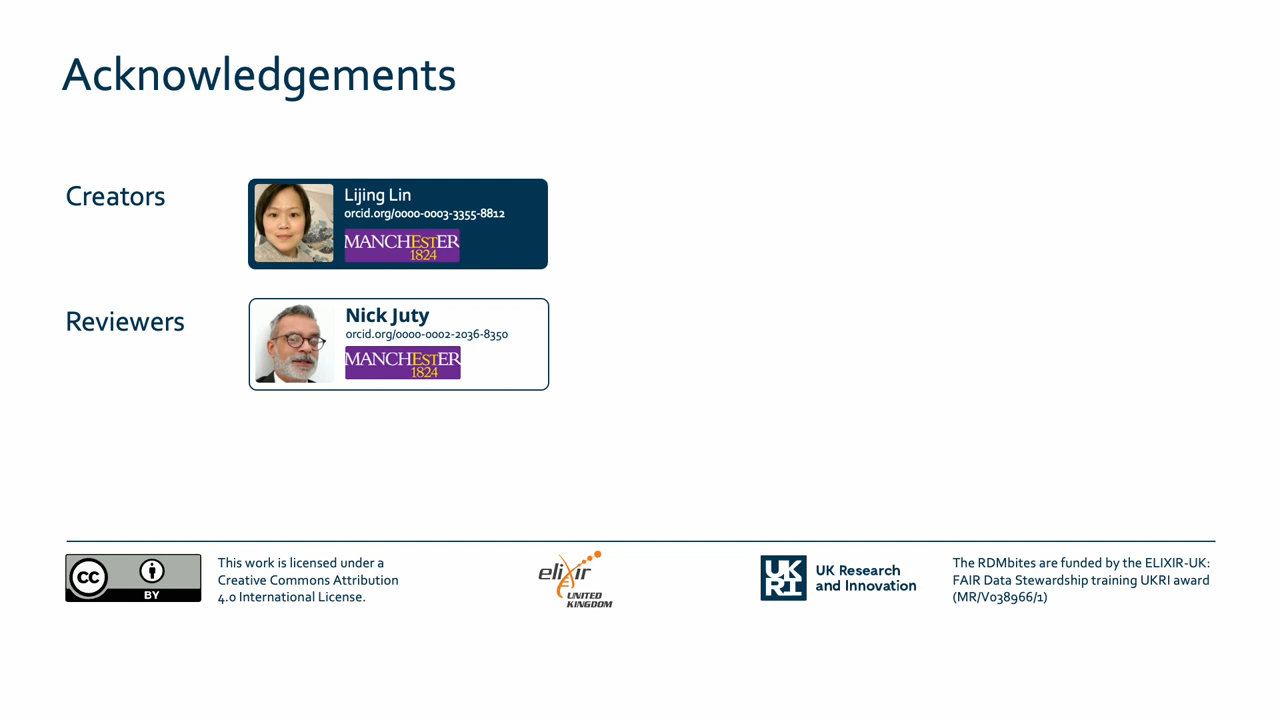 Acknowledgements
Creators
Lijing Lin
orcid.org/0000-0003-3355-8812
MANCHESTER
1824
Reviewers
Nick Juty
orcid.org/0000-0002-2036-8350
MANCHESTER
1824
cc
BY
This work is licensed under a
Creative Commons Attribution
4.0 International License.
elixir
UNITED
KINGDOM
UK
RI
UK Research
and Innovation
The RDMbites are funded by the ELIXIR-UK:
FAIR Data Stewardship training UKRI award
(MR/V038966/1)